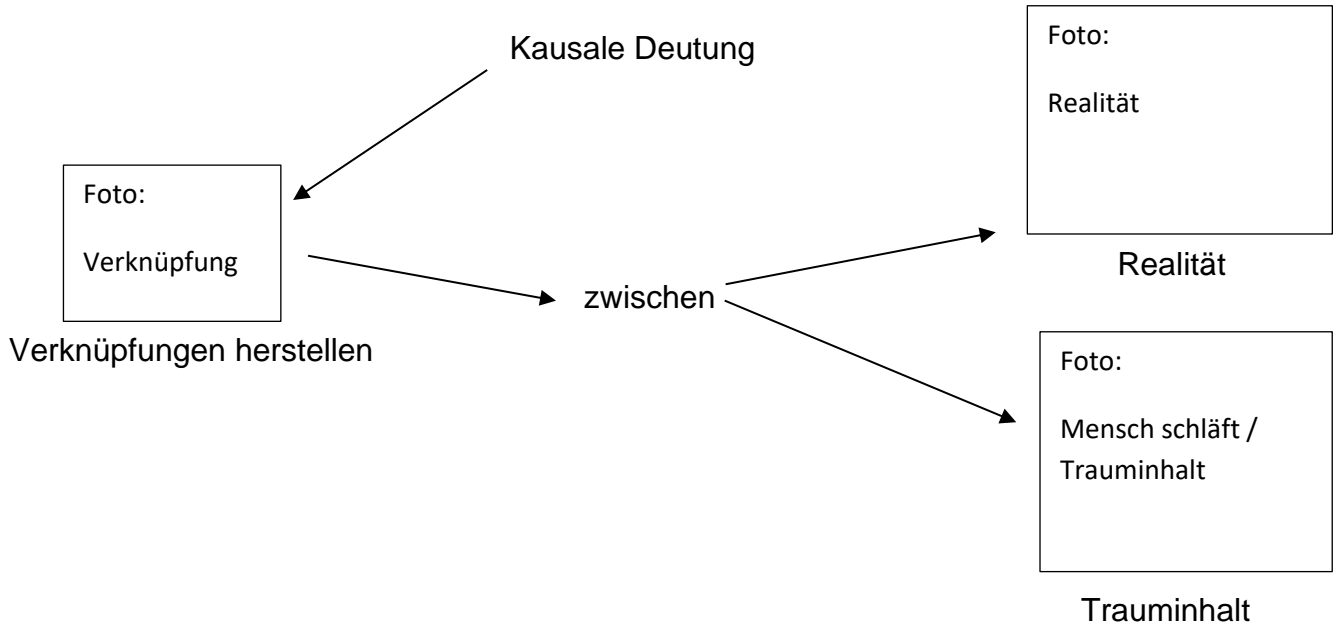 Kausale Deutung
Foto:
Realität
Realität
Foto:
Verknüpfung
Verknüpfungen herstellen
zwischen
Foto:
Mensch schläft /
Trauminhalt
Trauminhalt